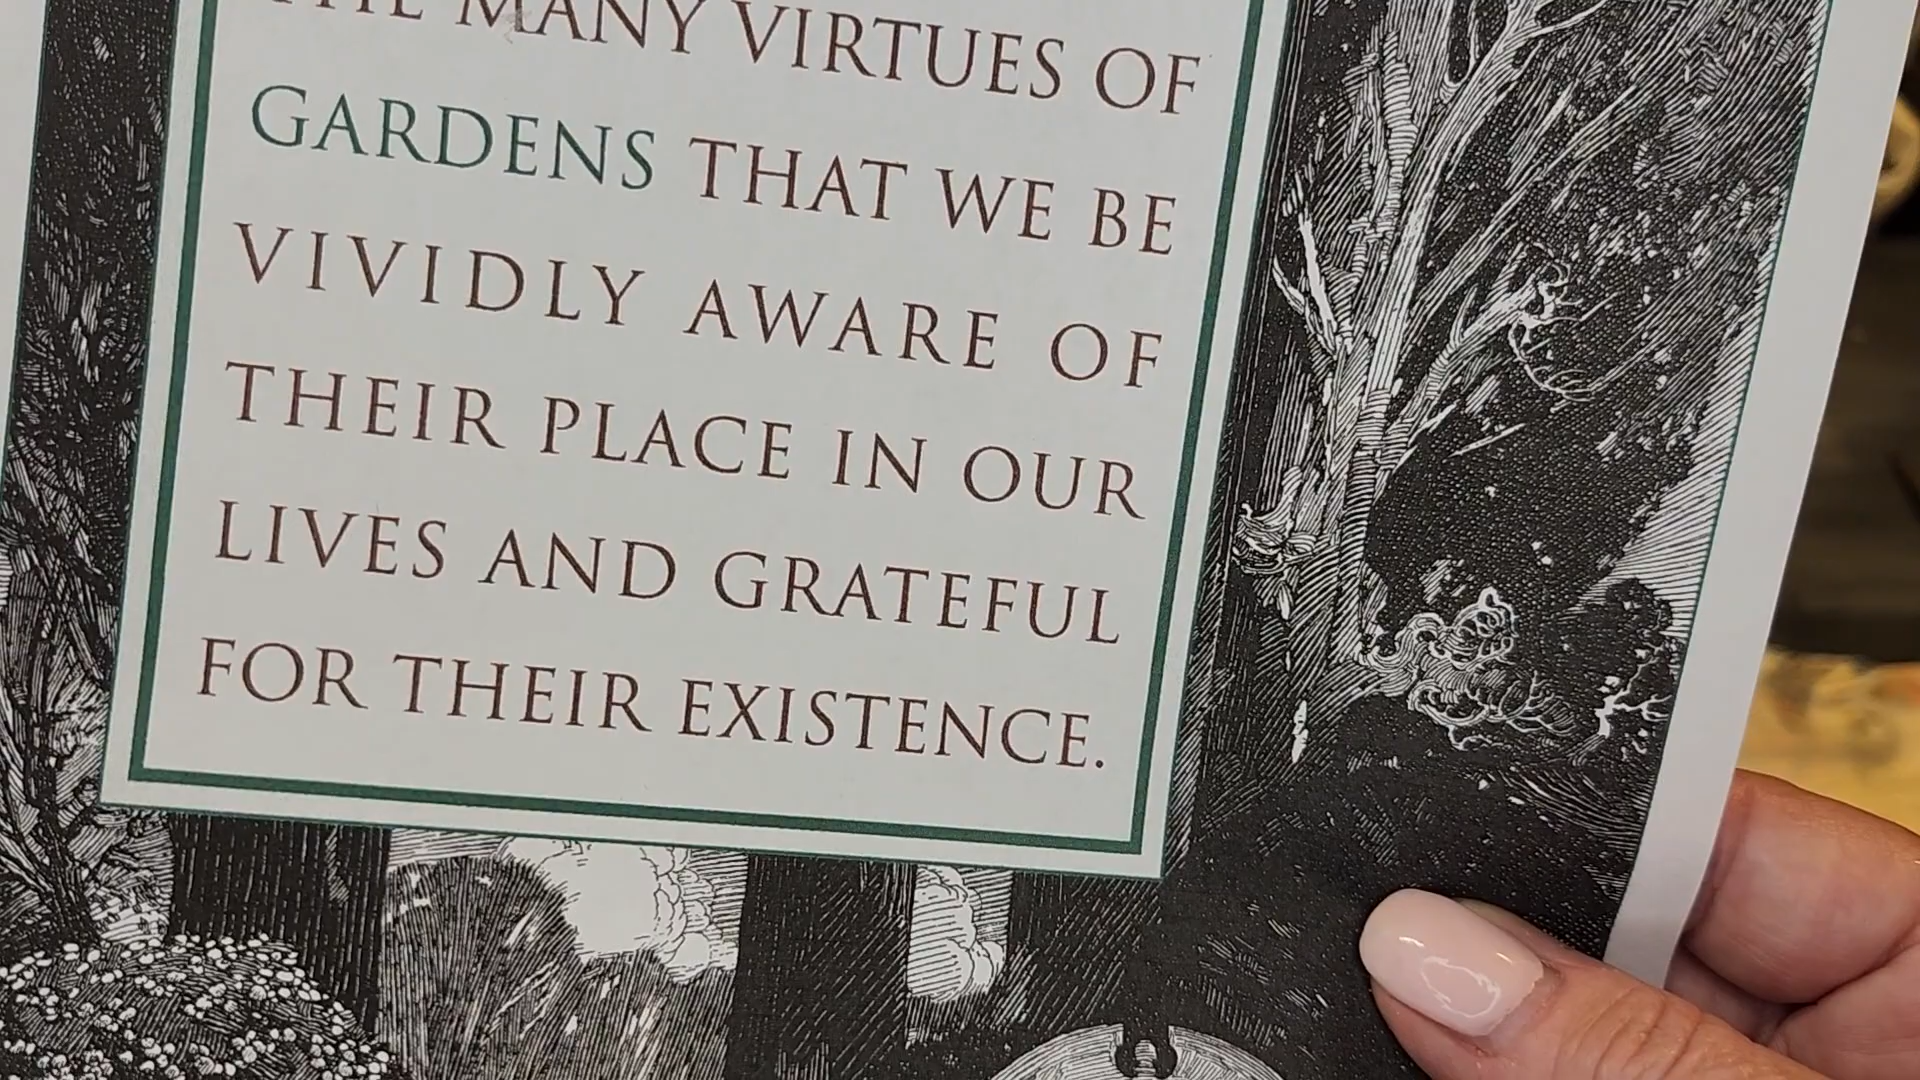 THE MANY VIRTUES OF
GARDENS THAT WE BE
VIVIDLY AWARE OF
THEIR PLACE IN OUR
LIVES AND GRATEFUL
FOR THEIR EXISTENCE.